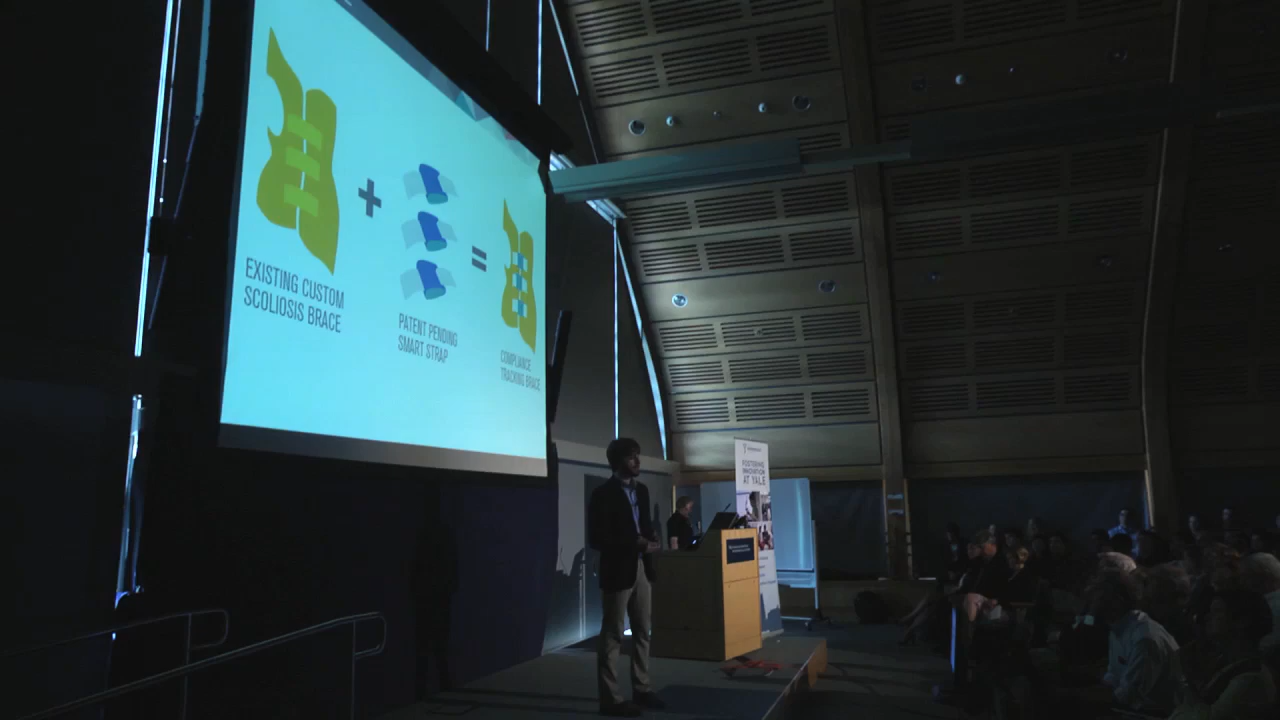 EXISTING CUSTOM
SCOLIOSIS BRACE
+
PATENT PENDING
SMART STRAP
=
COMPLIANCE
TRACKING BRACE
FOSTERING
INNOVATION
AT YALE